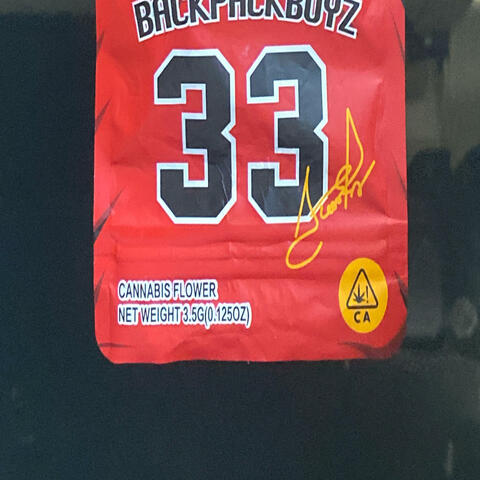 BACKPACKBOYZ
33
CANNABIS FLOWER
NET WEIGHT 3.5G(0.125OZ)
CA